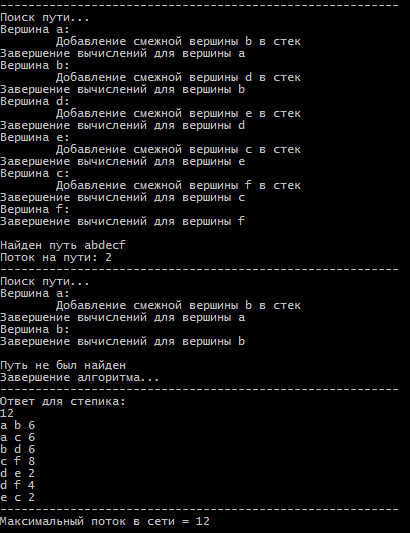 ------------------------------------------------------------
Поиск пути...
Вершина a:
        Добавление смежной вершины b в стек
Завершение вычислений для вершины a
Вершина b:
        Добавление смежной вершины d в стек
Завершение вычислений для вершины b
Вершина d:
        Добавление смежной вершины e в стек
Завершение вычислений для вершины d
Вершина e:
        Добавление смежной вершины c в стек
Завершение вычислений для вершины e
Вершина c:
        Добавление смежной вершины f в стек
Завершение вычислений для вершины c
Вершина f:
Завершение вычислений для вершины f

Найден путь abdecf
Поток на пути: 2
------------------------------------------------------------
Поиск пути...
Вершина a:
        Добавление смежной вершины b в стек
Завершение вычислений для вершины a
Вершина b:
Завершение вычислений для вершины b

Путь не был найден
Завершение алгоритма...
------------------------------------------------------------
Ответ для степика:
12
a b 6
a c 6
b d 6
c f 8
d e 2
d f 4
e c 2
------------------------------------------------------------
Максимальный поток в сети = 12